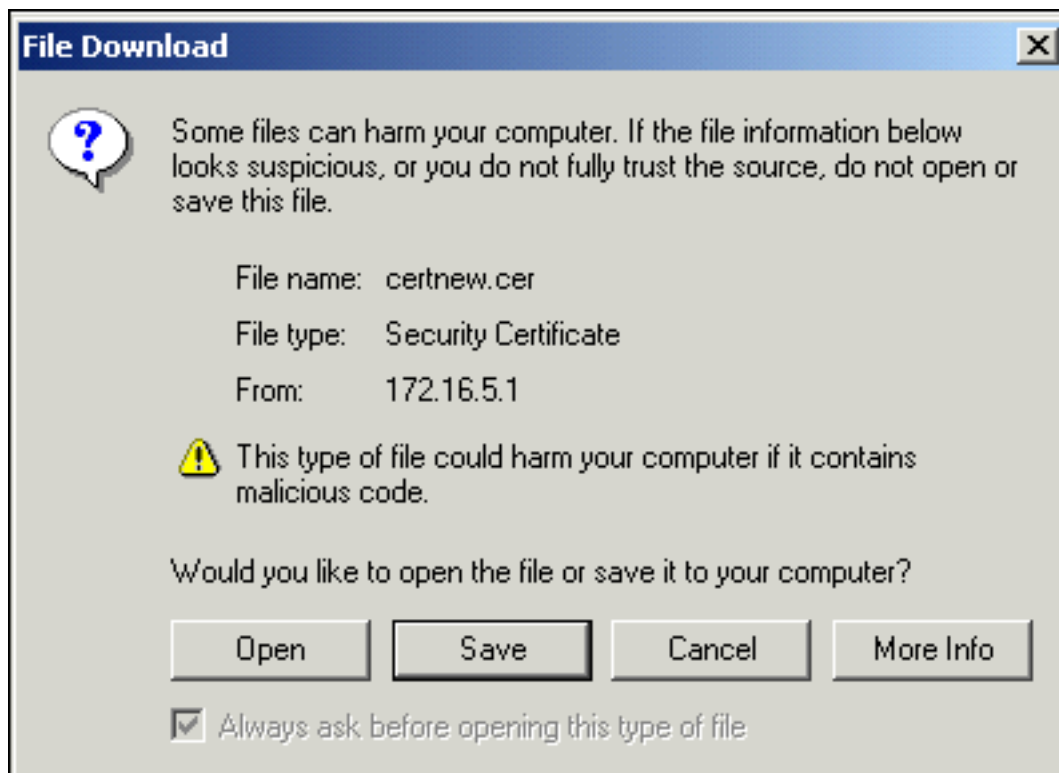 File Download
Some files can harm your computer. If the file information below
looks suspicious, or you do not fully trust the source, do not open or
save this file.
File name: certnew.cer
File type: Security Certificate
From: 172.16.5.1
This type of file could harm your computer if it contains
malicious code.
Would you like to open the file or save it to your computer?
Open Save Cancel More Info
Always ask before opening this type of file